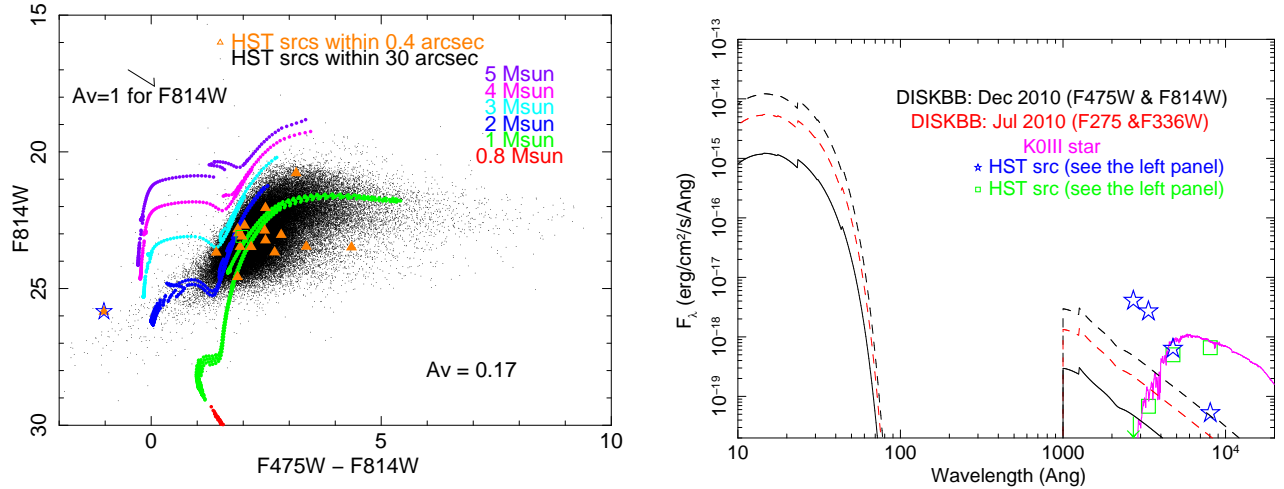 HST srcs within 0.4 arcsec
HST srcs within 30 arcsec
Av=1 for F814W
5 Msun
4 Msun
3 Msun
2 Msun
1 Msun
0.8 Msun
Av = 0.17
15
20
25
30
F814W
0
5
10
F475W − F814W
DISKBB: Dec 2010 (F475W & F814W)
DISKBB: Jul 2010 (F275 &F336W)
K0III star
HST src (see the left panel)
HST src (see the left panel)
10⁻¹³
10⁻¹⁴
10⁻¹⁵
10⁻¹⁶
10⁻¹⁷
10⁻¹⁸
10⁻¹⁹
F_λ (erg/cm²/s/Ang)
10
100
1000
10⁴
Wavelength (Ang)